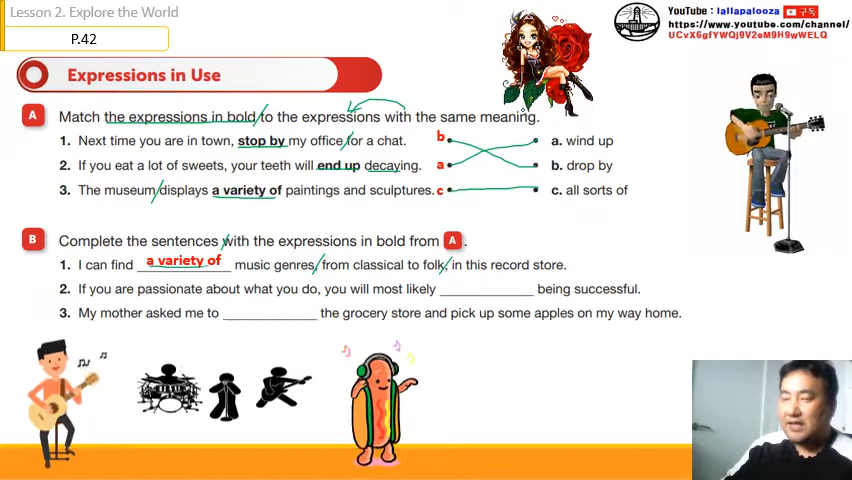 Lesson 2. Explore the World
P.42
YouTube : lallapalooza 구독
https://www.youtube.com/channel/
UCvX6gfYWQj9V2eM9H9wWELQ
Expressions in Use
A Match the expressions in bold to the expressions with the same meaning.
1. Next time you are in town, stop by my office for a chat. b a. wind up
2. If you eat a lot of sweets, your teeth will end up decaying. a b. drop by
3. The museum displays a variety of paintings and sculptures. c c. all sorts of
B Complete the sentences with the expressions in bold from A .
1. I can find a variety of music genres, from classical to folk, in this record store.
2. If you are passionate about what you do, you will most likely ______ being successful.
3. My mother asked me to ______ the grocery store and pick up some apples on my way home.